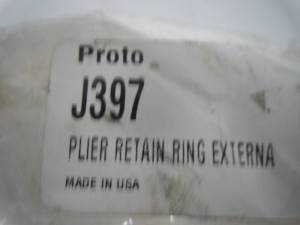 Proto
J397
PLIER RETAIN RING EXTERNA
MADE IN USA